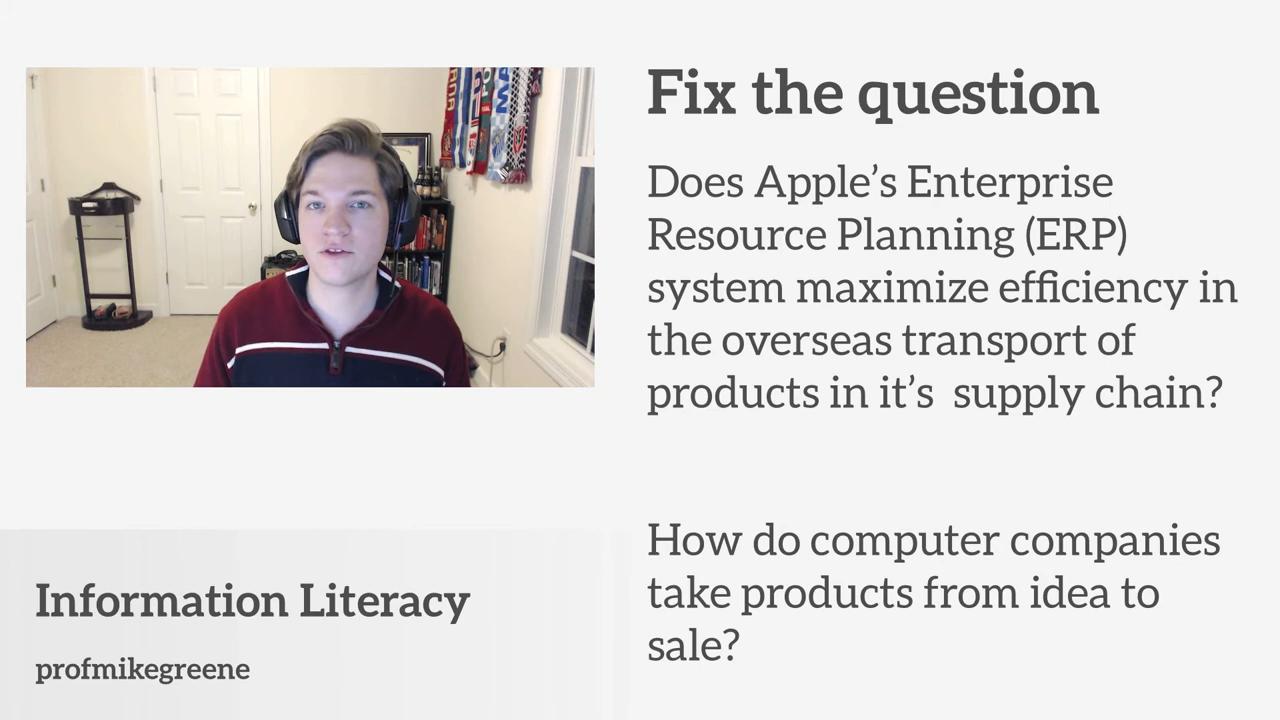 Fix the question
Does Apple’s Enterprise
Resource Planning (ERP)
system maximize efficiency in
the overseas transport of
products in it’s  supply chain?
How do computer companies
take products from idea to
sale?
Information Literacy
profmikegreene